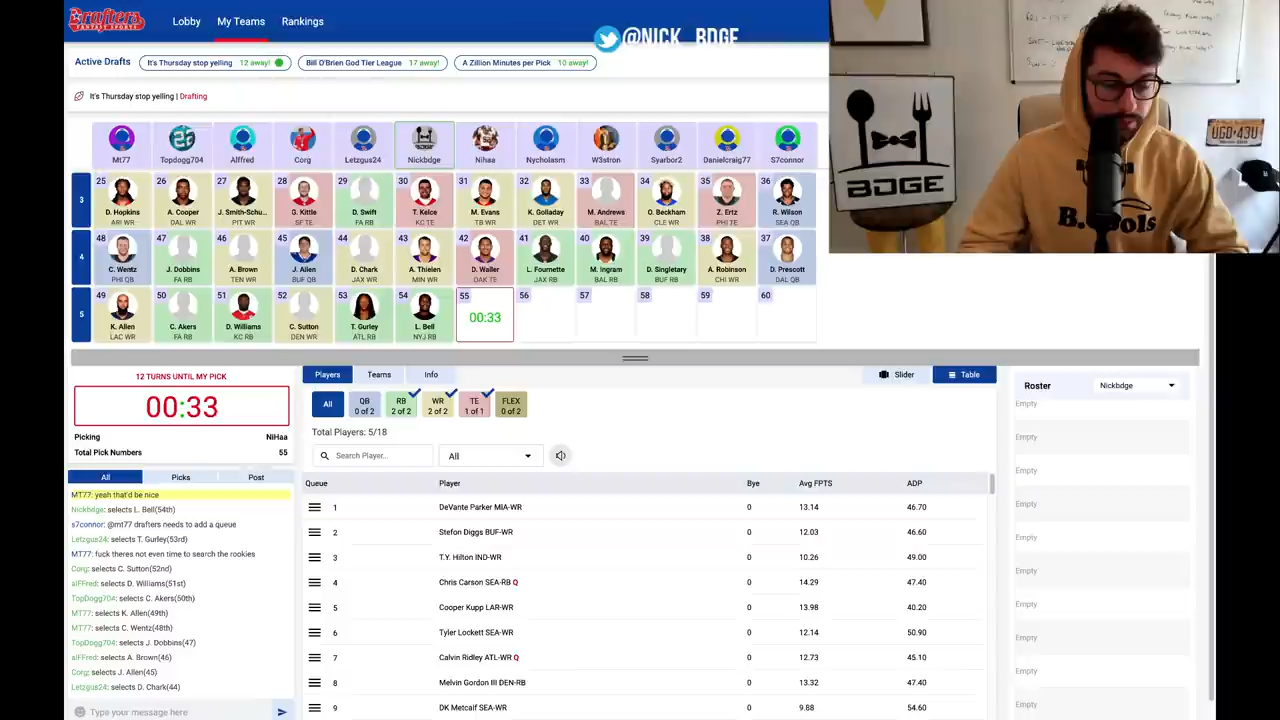 Drafters
FANTASY SPORTS
Lobby
My Teams
Rankings
@NICK_BDGE
Active Drafts
It's Thursday stop yelling 12 away!
Bill O'Brien God Tier League 17 away!
A Zillion Minutes per Pick 10 away!
It's Thursday stop yelling | Drafting
Mt77
Topdogg704
Alffred
Corg
Letzgus24
Nickbdge
Nihaa
Nycholasm
W3stron
Syarbor2
Danielcraig77
S7connor
3
25 D. Hopkins ARI WR
26 A. Cooper DAL WR
27 J. Smith-Schu... PIT WR
28 G. Kittle SF TE
29 D. Swift FA RB
30 T. Kelce KC TE
31 M. Evans TB WR
32 K. Golladay DET WR
33 M. Andrews BAL TE
34 O. Beckham CLE WR
35 Z. Ertz PHI TE
36 R. Wilson SEA QB
4
48 C. Wentz PHI QB
47 J. Dobbins FA RB
46 A. Brown TEN WR
45 J. Allen BUF QB
44 D. Chark JAX WR
43 A. Thielen MIN WR
42 D. Waller OAK TE
41 L. Fournette JAX RB
40 M. Ingram BAL RB
39 D. Singletary BUF RB
38 A. Robinson CHI WR
37 D. Prescott DAL QB
5
49 K. Allen LAC WR
50 C. Akers FA RB
51 D. Williams KC RB
52 C. Sutton DEN WR
53 T. Gurley ATL RB
54 L. Bell NYJ RB
55 00:33
56
57
58
59
60
12 TURNS UNTIL MY PICK
00:33
Picking NiHaa
Total Pick Numbers 55
All Picks Post
MT77: yeah that'd be nice
Nickbdge: selects L. Bell(54th)
s7connor: @mt77 drafters needs to add a queue
Letzgus24: selects T. Gurley(53rd)
MT77: fuck theres not even time to search the rookies
Corg: selects C. Sutton(52nd)
alFFred: selects D. Williams(51st)
TopDogg704: selects C. Akers(50th)
MT77: selects K. Allen(49th)
MT77: selects C. Wentz(48th)
TopDogg704: selects J. Dobbins(47)
alFFred: selects A. Brown(46)
Corg: selects J. Allen(45)
Letzgus24: selects D. Chark(44)
Type your message here
Players Teams Info
Slider Table
All
QB 0 of 2
RB 2 of 2
WR 2 of 2
TE 1 of 1
FLEX 0 of 2
Total Players: 5/18
Search Player...
All
Queue Player Bye Avg FPTS ADP
1 DeVante Parker MIA-WR 0 13.14 46.70
2 Stefon Diggs BUF-WR 0 12.03 46.60
3 T.Y. Hilton IND-WR 0 10.26 49.00
4 Chris Carson SEA-RB Q 0 14.29 47.40
5 Cooper Kupp LAR-WR 0 13.98 40.20
6 Tyler Lockett SEA-WR 0 12.14 50.90
7 Calvin Ridley ATL-WR Q 0 12.73 45.10
8 Melvin Gordon III DEN-RB 0 13.32 47.40
9 DK Metcalf SEA-WR 0 9.88 54.60
Roster Nickbdge
Empty
Empty
Empty
Empty
Empty
Empty
Empty
Empty
Empty
Empty
BDGE
UGO•43U